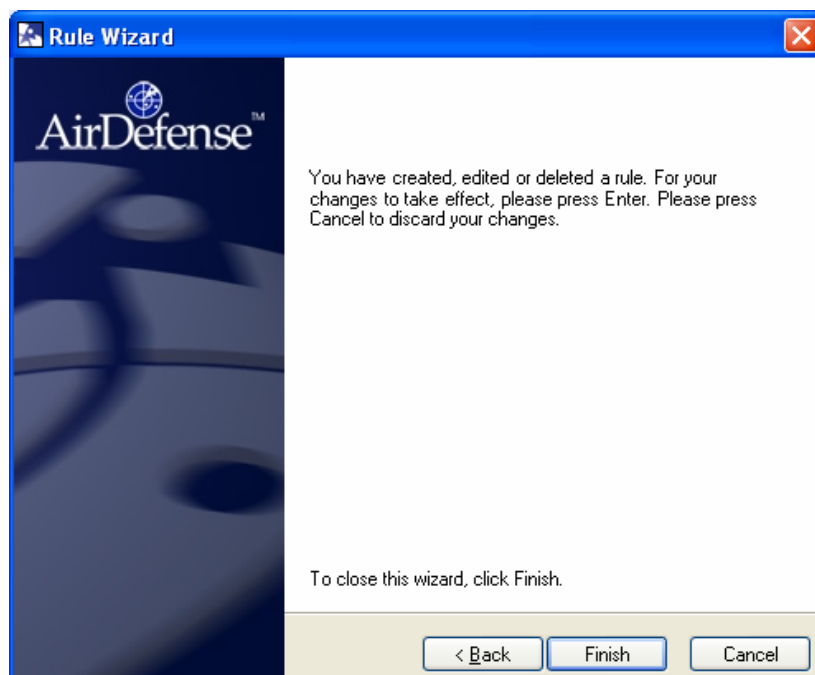 Rule Wizard
AirDefense™
You have created, edited or deleted a rule. For your
changes to take effect, please press Enter. Please press
Cancel to discard your changes.
To close this wizard, click Finish.
< Back
Finish
Cancel